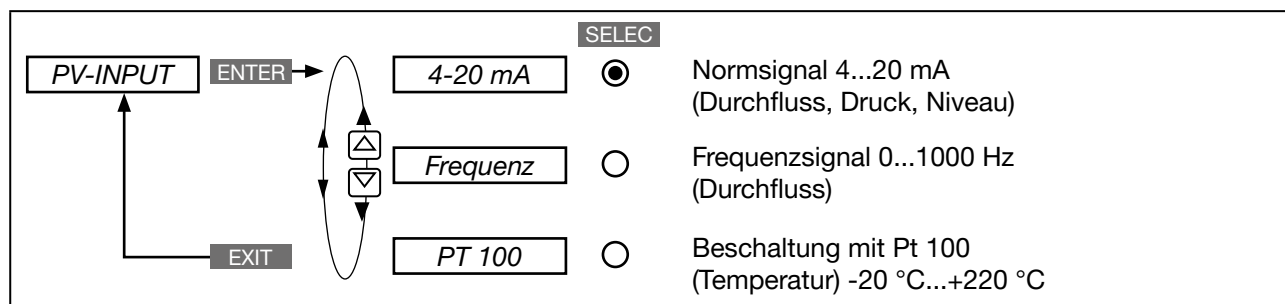 SELEC
PV-INPUT ENTER 4-20 mA Normsignal 4...20 mA
(Durchfluss, Druck, Niveau)
Frequenz Frequenzsignal 0...1000 Hz
(Durchfluss)
EXIT PT 100 Beschaltung mit Pt 100
(Temperatur) -20 °C...+220 °C